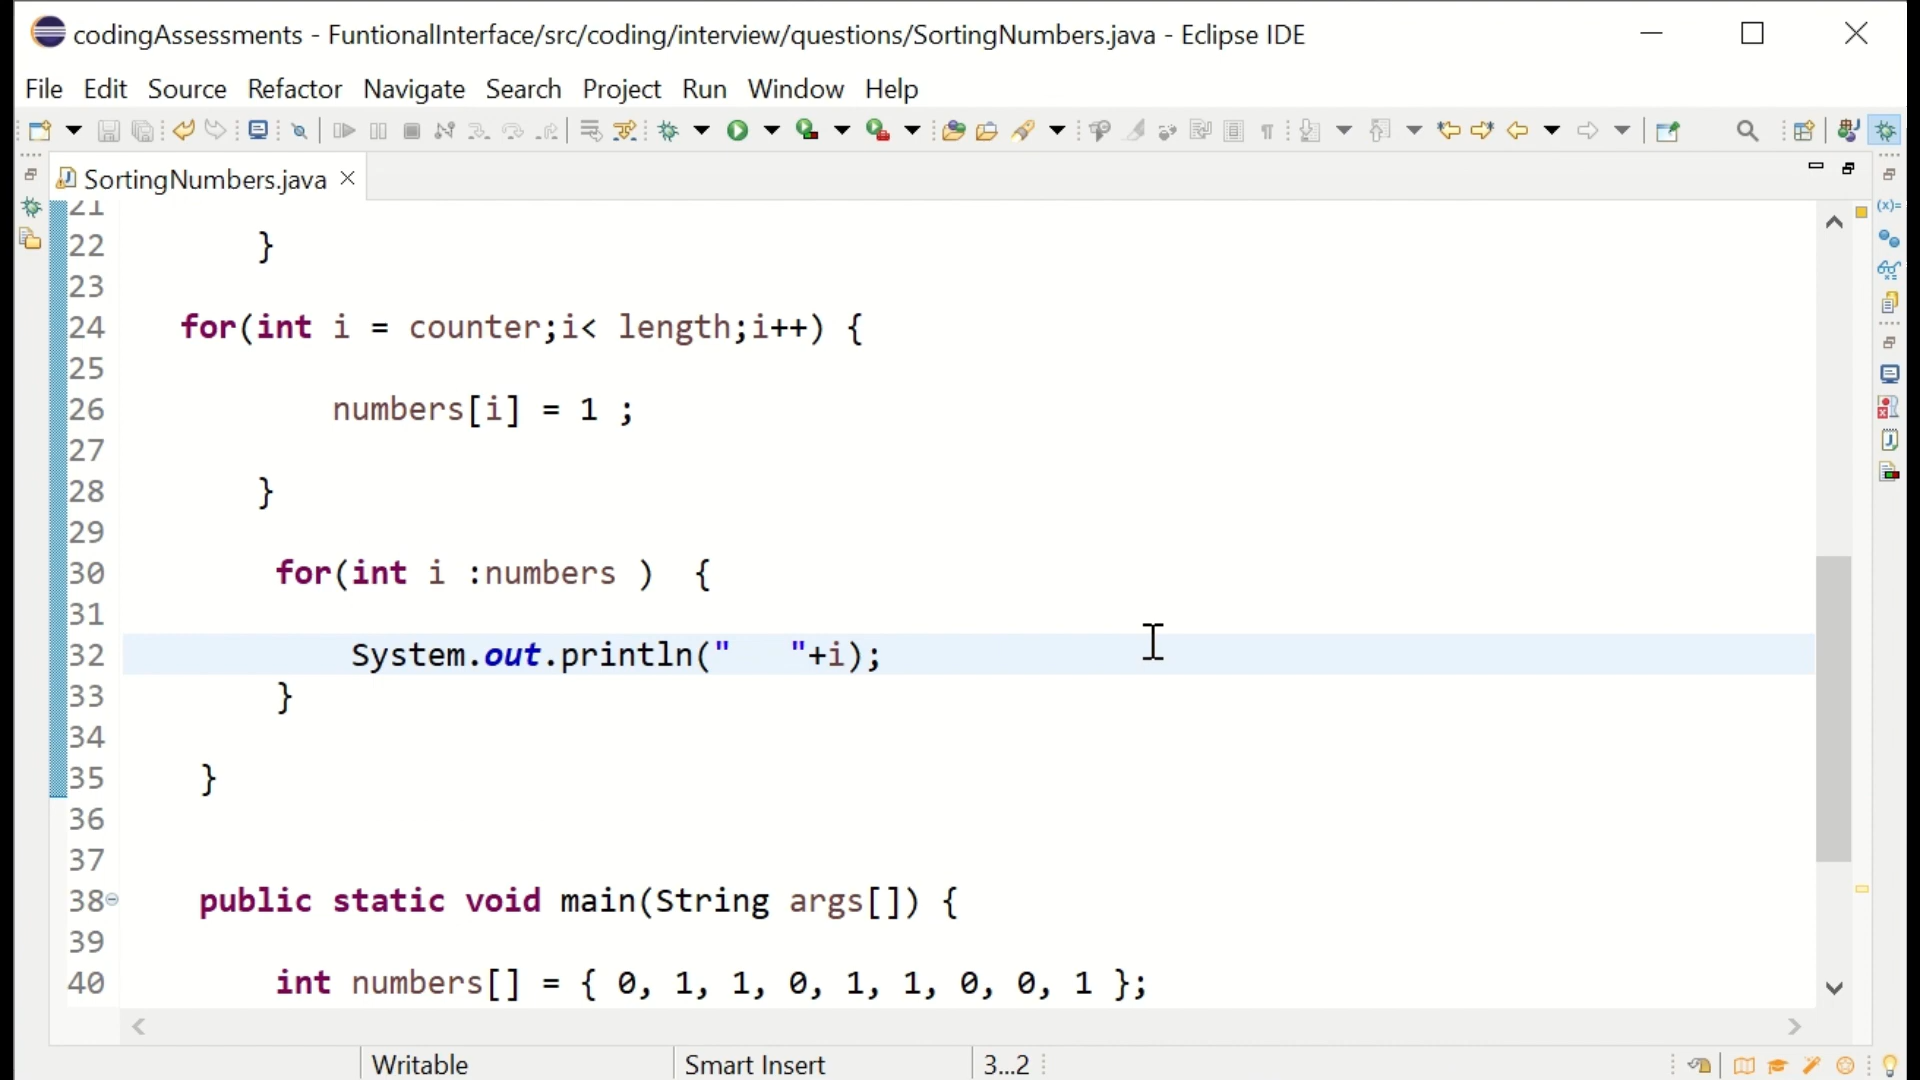 codingAssessments - FuntionalInterface/src/coding/interview/questions/SortingNumbers.java - Eclipse IDE
File Edit Source Refactor Navigate Search Project Run Window Help
SortingNumbers.java
21
22 }
23
24 for(int i = counter;i< length;i++) {
25
26 numbers[i] = 1 ;
27
28 }
29
30 for(int i :numbers ) {
31
32 System.out.println("   "+i);
33 }
34
35 }
36
37
38 public static void main(String args[]) {
39
40 int numbers[] = { 0, 1, 1, 0, 1, 1, 0, 0, 1 };
Writable Smart Insert 3...2